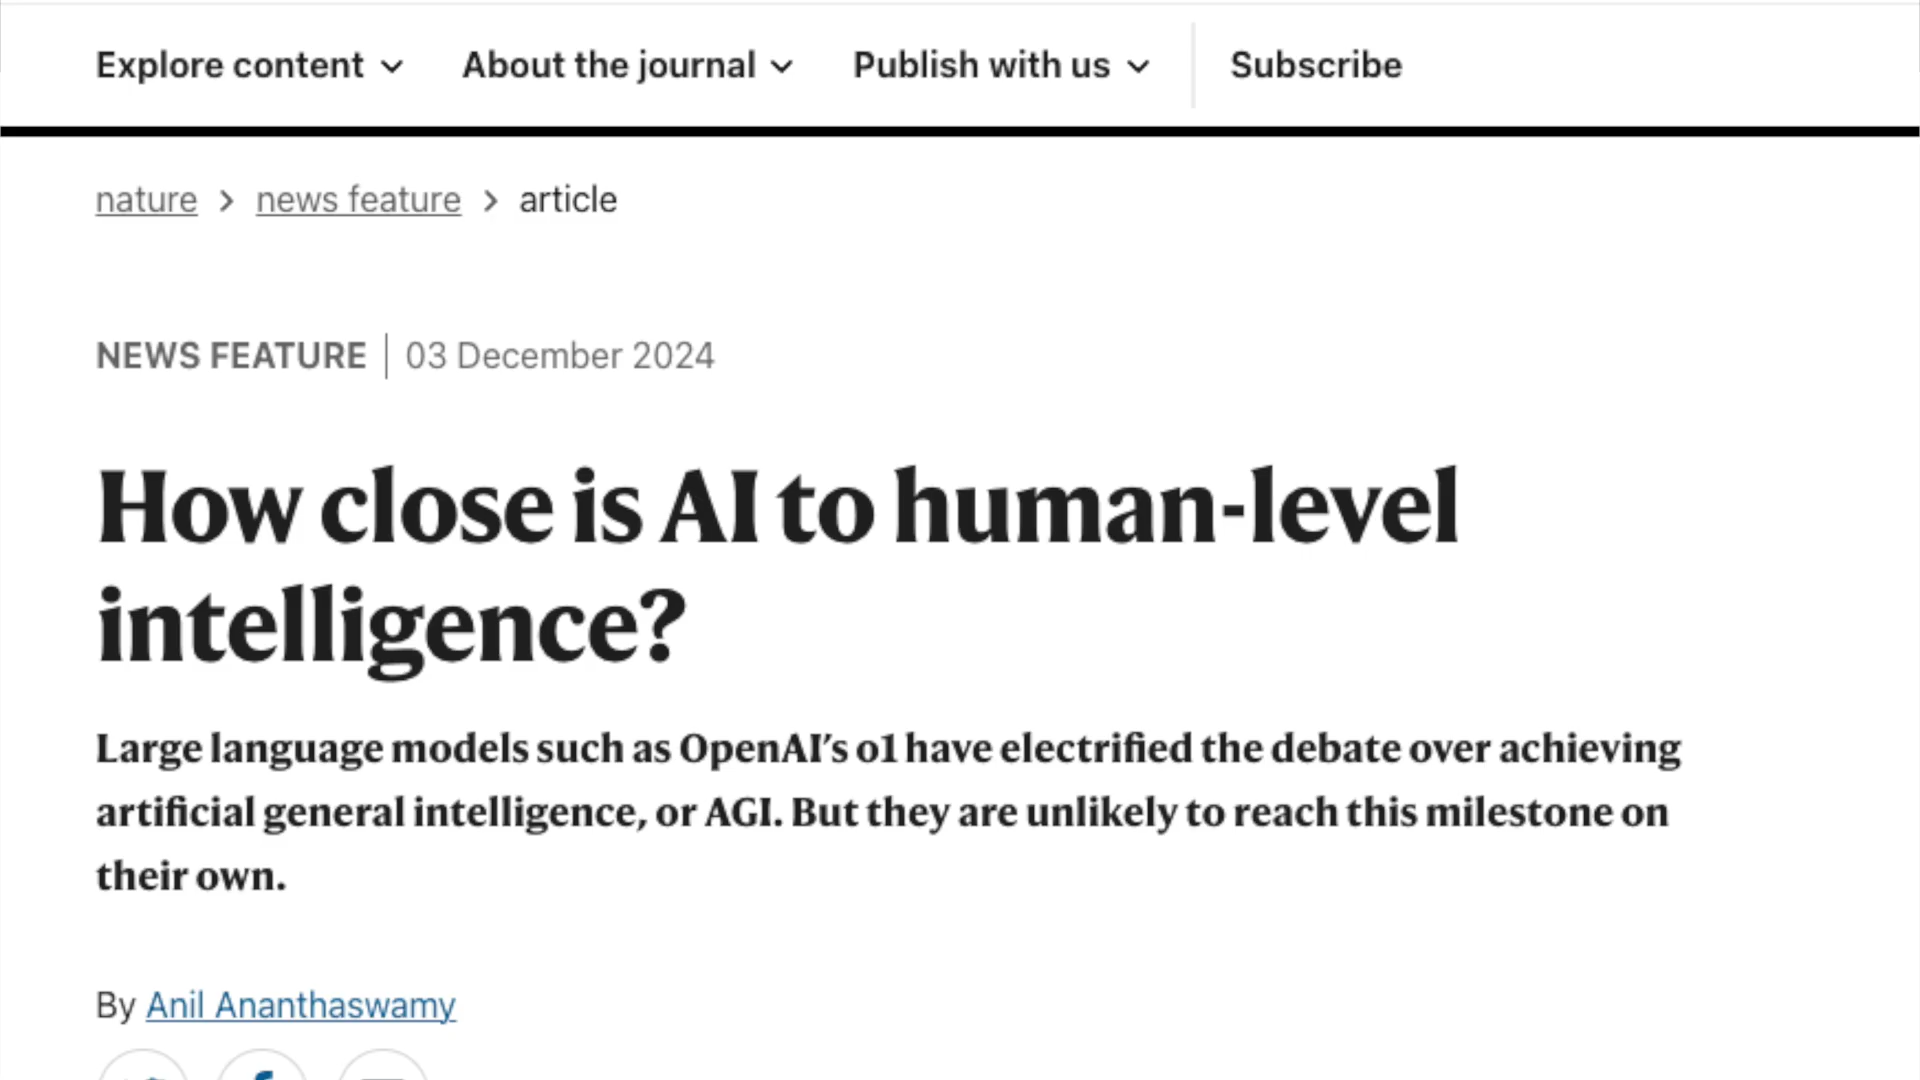 Explore content About the journal Publish with us Subscribe
nature > news feature > article
NEWS FEATURE | 03 December 2024
How close is AI to human-level
intelligence?
Large language models such as OpenAI’s o1 have electrified the debate over achieving
artificial general intelligence, or AGI. But they are unlikely to reach this milestone on
their own.
By Anil Ananthaswamy